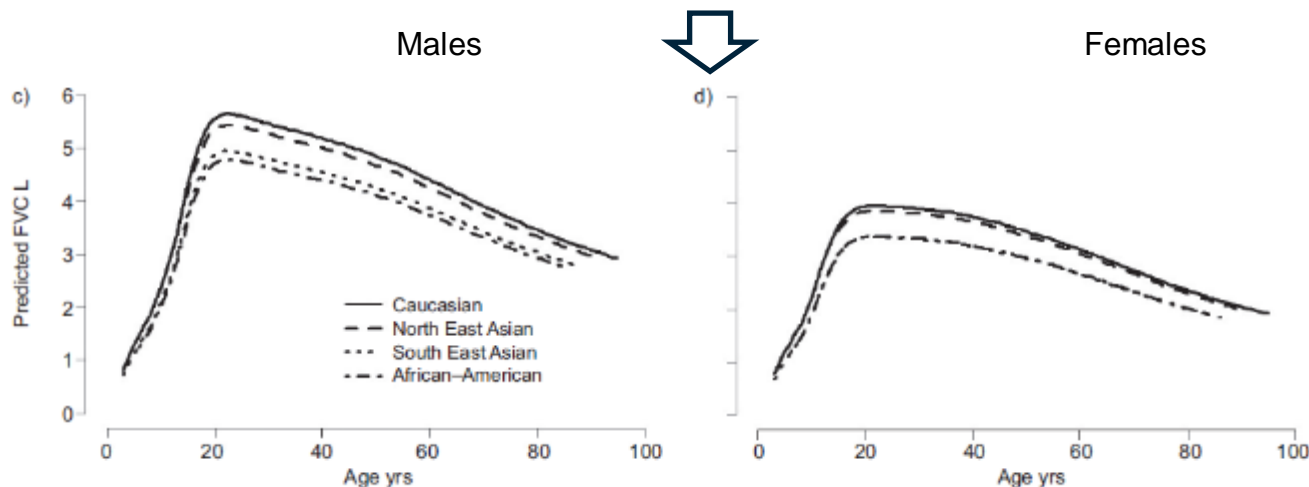 Males
Females
c)
d)
6
5
4
3
2
1
0
Predicted FVC L
Caucasian
North East Asian
South East Asian
African–American
0 20 40 60 80 100
Age yrs
0 20 40 60 80 100
Age yrs